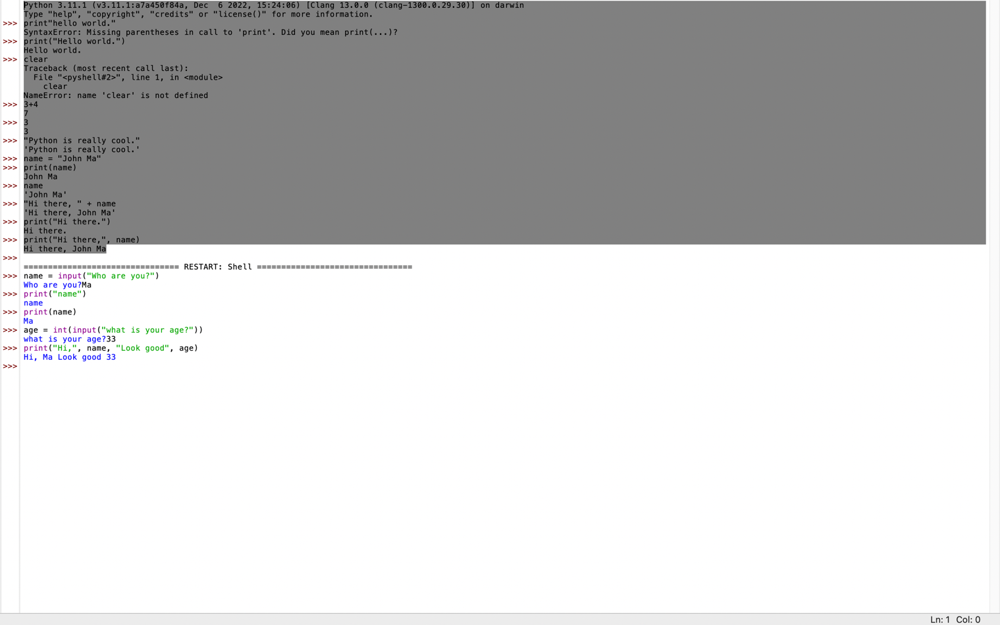 Python 3.11.1 (v3.11.1:a7a450f84a, Dec  6 2022, 15:24:06) [Clang 13.0.0 (clang-1300.0.29.30)] on darwin
Type "help", "copyright", "credits" or "license()" for more information.
>>> print"hello world."
SyntaxError: Missing parentheses in call to 'print'. Did you mean print(...)?
>>> print("Hello world.")
Hello world.
>>> clear
Traceback (most recent call last):
  File "<pyshell#2>", line 1, in <module>
    clear
NameError: name 'clear' is not defined
>>> 3+4
7
>>> 3
3
>>> "Python is really cool."
'Python is really cool.'
>>> name = "John Ma"
>>> print(name)
John Ma
>>> name
'John Ma'
>>> "Hi there, " + name
'Hi there, John Ma'
>>> print("Hi there.")
Hi there.
>>> print("Hi there,", name)
Hi there, John Ma
>>>
================================ RESTART: Shell ================================
>>> name = input("Who are you?")
Who are you?Ma
>>> print("name")
name
>>> print(name)
Ma
>>> age = int(input("what is your age?"))
what is your age?33
>>> print("Hi,", name, "Look good", age)
Hi, Ma Look good 33
>>>
Ln: 1  Col: 0